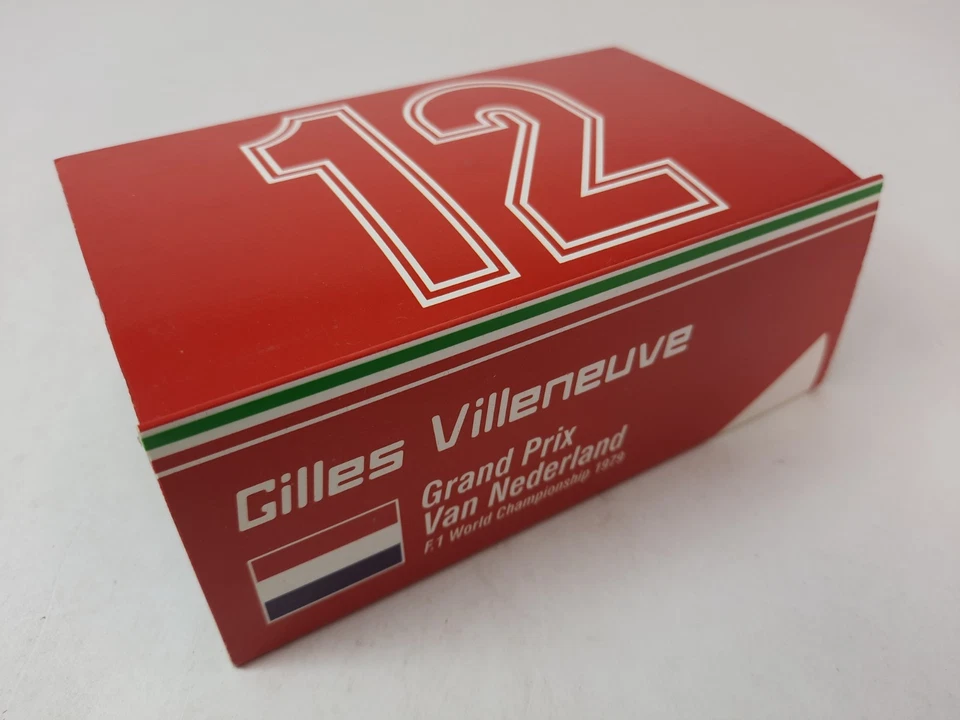 12
Gilles Villeneuve
Grand Prix
Van Nederland
F.1 World Championship 1979